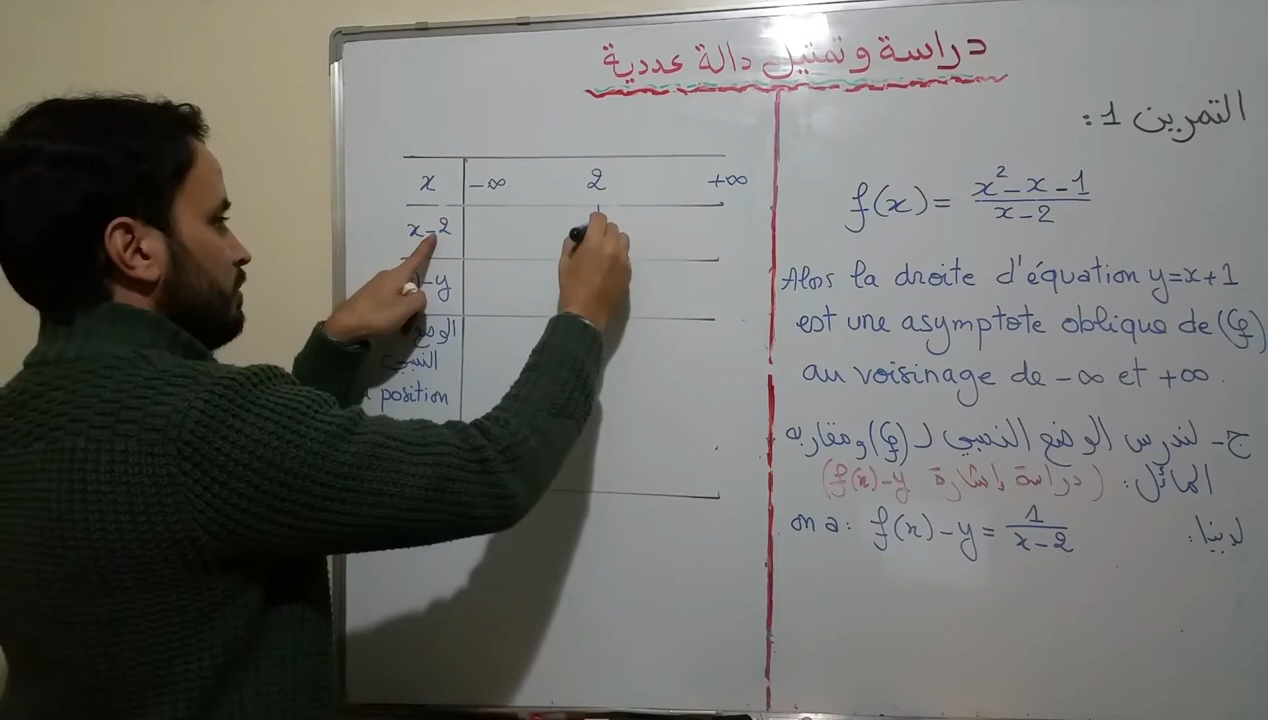 دراسة وتمثيل دالة عددية
التمرين 1:
f(x) = x²-x-1 / x-2
Alors la droite d'équation y=x+1
est une asymptote oblique de (Cf)
au voisinage de -∞ et +∞.
ج- لندرس الوضع النسبي لـ (Cf) ومقاربه
المائل: (دراسة إشارة f(x)-y)
لدينا: on a: f(x)-y = 1 / x-2
x -∞ 2 +∞
x-2
-y
الوضع
النسبي
position